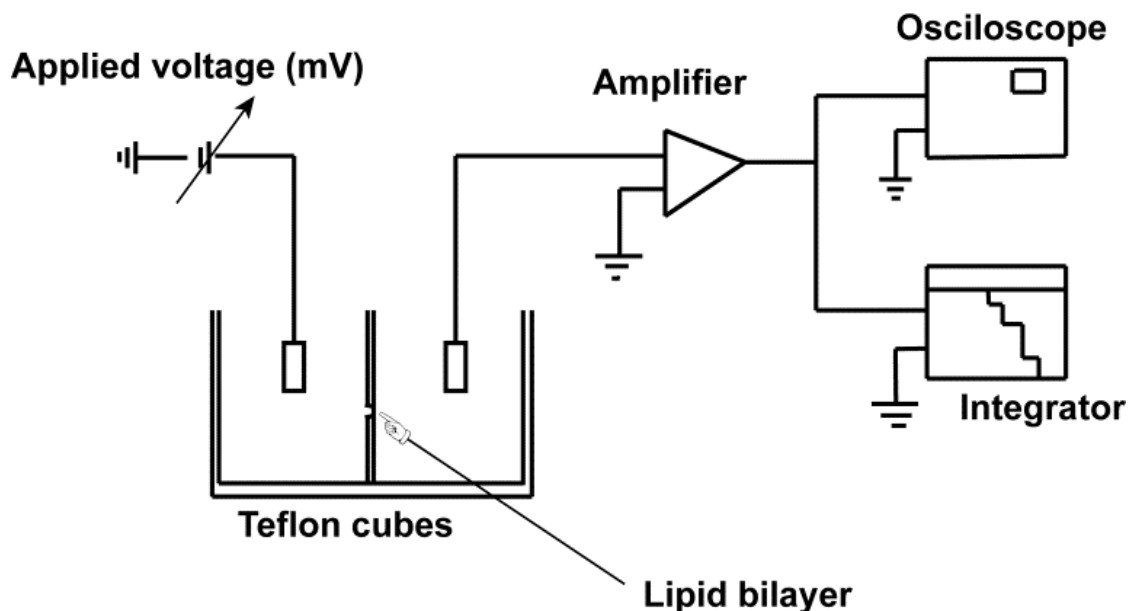 Osciloscope
Applied voltage (mV)
Amplifier
Integrator
Teflon cubes
Lipid bilayer